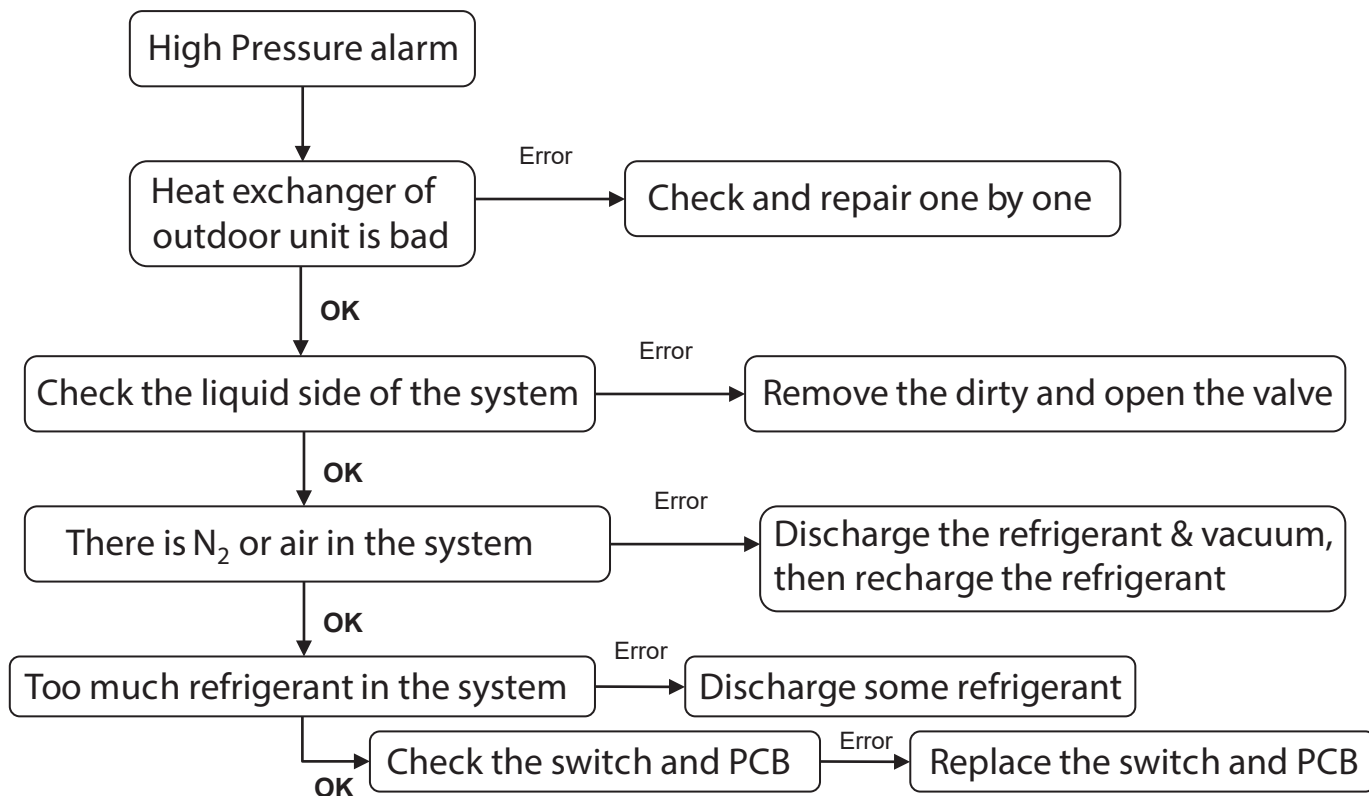 High Pressure alarm
Error
Heat exchanger of
outdoor unit is bad
Check and repair one by one
OK
Error
Check the liquid side of the system
Remove the dirty and open the valve
OK
Error
There is N₂ or air in the system
Discharge the refrigerant & vacuum,
then recharge the refrigerant
OK
Error
Too much refrigerant in the system
Discharge some refrigerant
OK
Check the switch and PCB
Error
Replace the switch and PCB